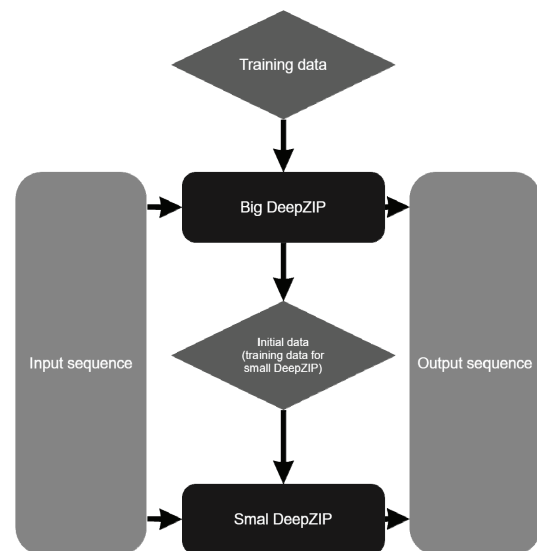 Training data
Big DeepZIP
Initial data
(training data for
small DeepZIP)
Input sequence
Output sequence
Smal DeepZIP